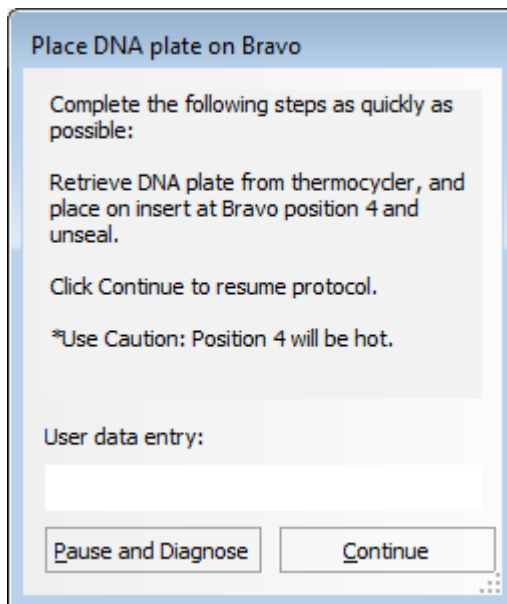 Place DNA plate on Bravo
Complete the following steps as quickly as
possible:
Retrieve DNA plate from thermocycler, and
place on insert at Bravo position 4 and
unseal.
Click Continue to resume protocol.
*Use Caution: Position 4 will be hot.
User data entry:
Pause and Diagnose
Continue